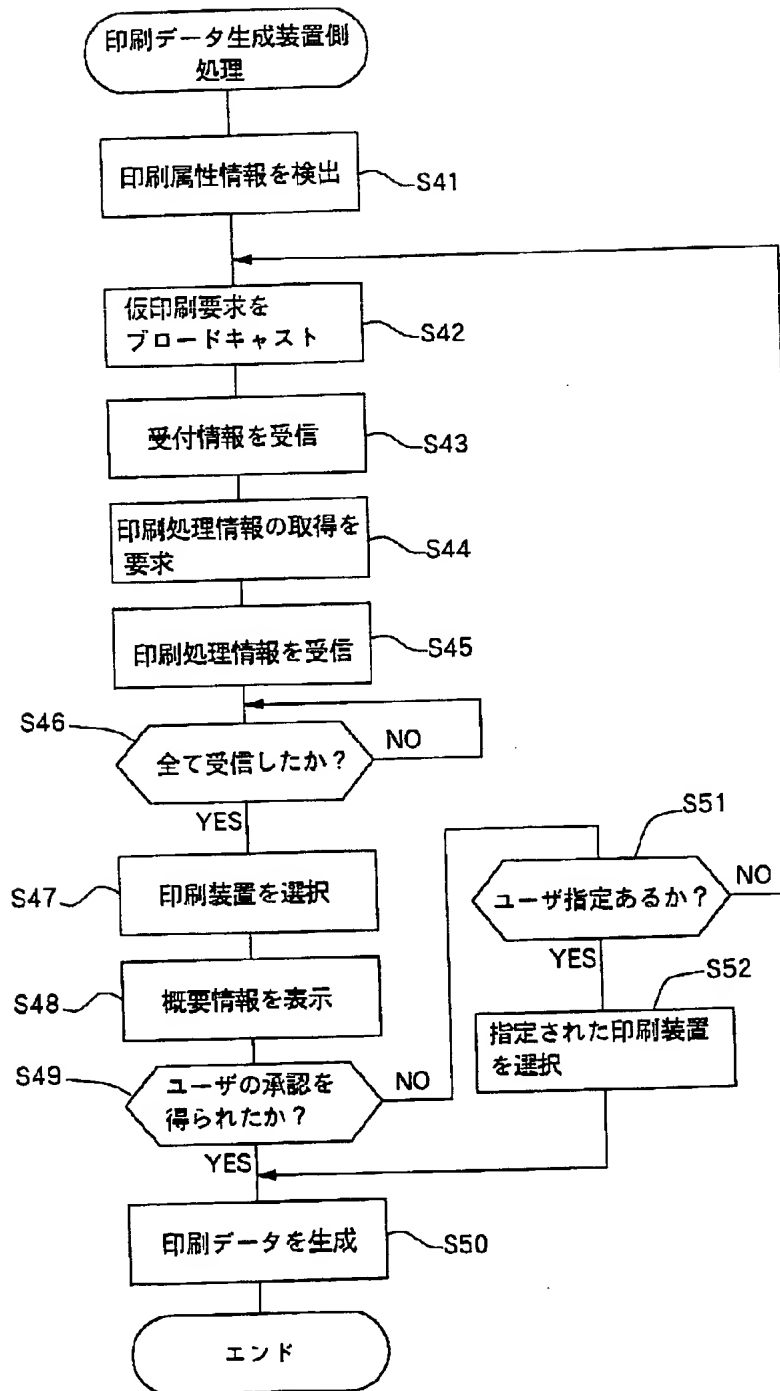 印刷データ生成装置側
処理
印刷属性情報を検出
S41
仮印刷要求を
ブロードキャスト
S42
受付情報を受信
S43
印刷処理情報の取得を
要求
S44
印刷処理情報を受信
S45
S46
全て受信したか?
NO
YES
S47
印刷装置を選択
S48
概要情報を表示
S49
ユーザの承認を
得られたか?
NO
YES
S51
ユーザ指定あるか?
NO
YES
S52
指定された印刷装置
を選択
印刷データを生成
S50
エンド